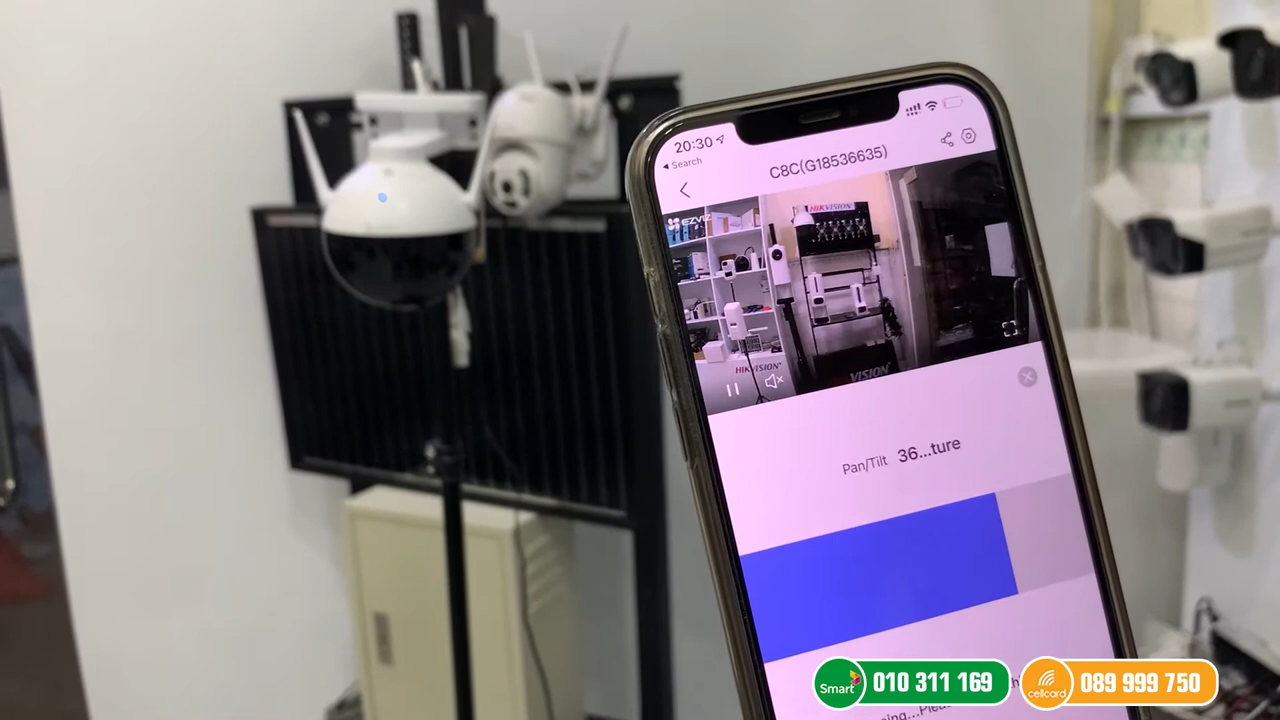 20:30
Search
C8C(G18536635)
EZVIZ
HIKVISION
HIKVISION
VISION
Pan/Tilt 36...ture
Smart 010 311 169
cellcard 089 999 750